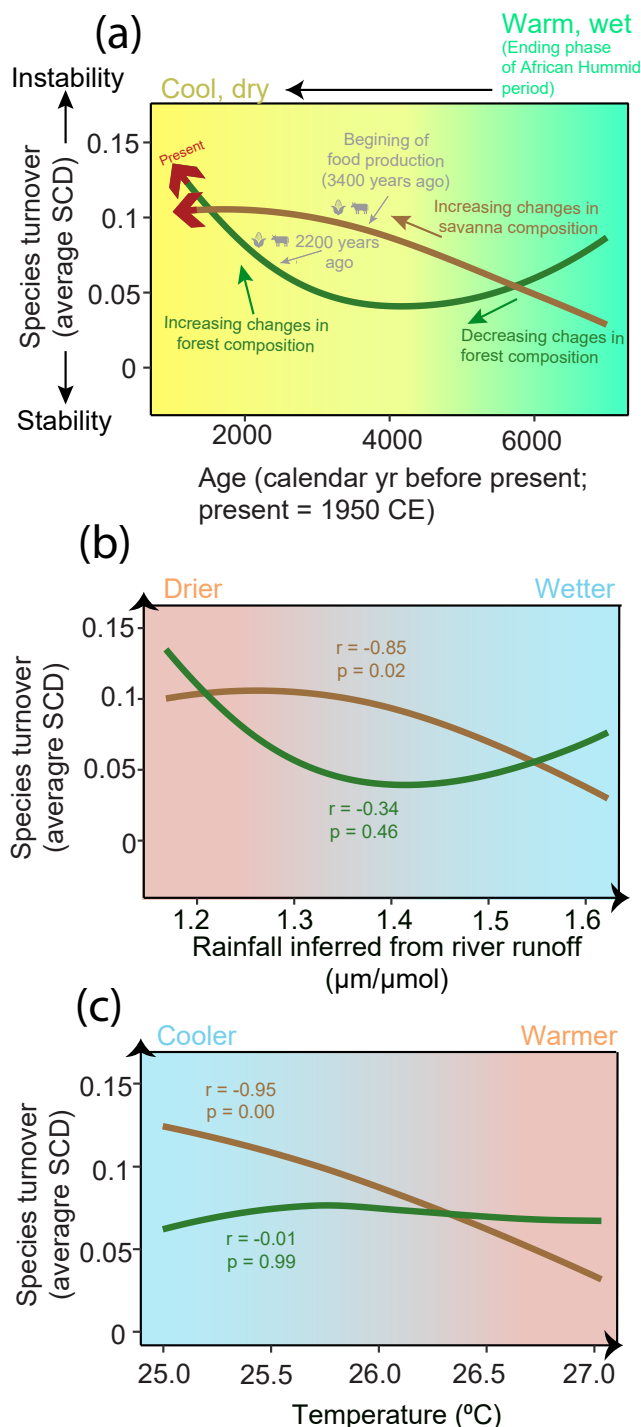 (a)
Warm, wet
(Ending phase
of African Hummid
period)
Instability
Cool, dry
Species turnover
(average SCD)
Stability
0.15
0.1
0.05
0
Present
Begining of
food production
(3400 years ago)
2200 years
ago
Increasing changes in
savanna composition
Increasing changes in
forest composition
Decreasing chages in
forest composition
2000
4000
6000
Age (calendar yr before present;
present = 1950 CE)
(b)
Drier
Wetter
Species turnover
(averagre SCD)
0.15
0.1
0.05
0
r = -0.85
p = 0.02
r = -0.34
p = 0.46
1.2
1.3
1.4
1.5
1.6
Rainfall inferred from river runoff
(µm/µmol)
(c)
Cooler
Warmer
Species turnover
(averagre SCD)
0.15
0.1
0.05
0
r = -0.95
p = 0.00
r = -0.01
p = 0.99
25.0
25.5
26.0
26.5
27.0
Temperature (ºC)